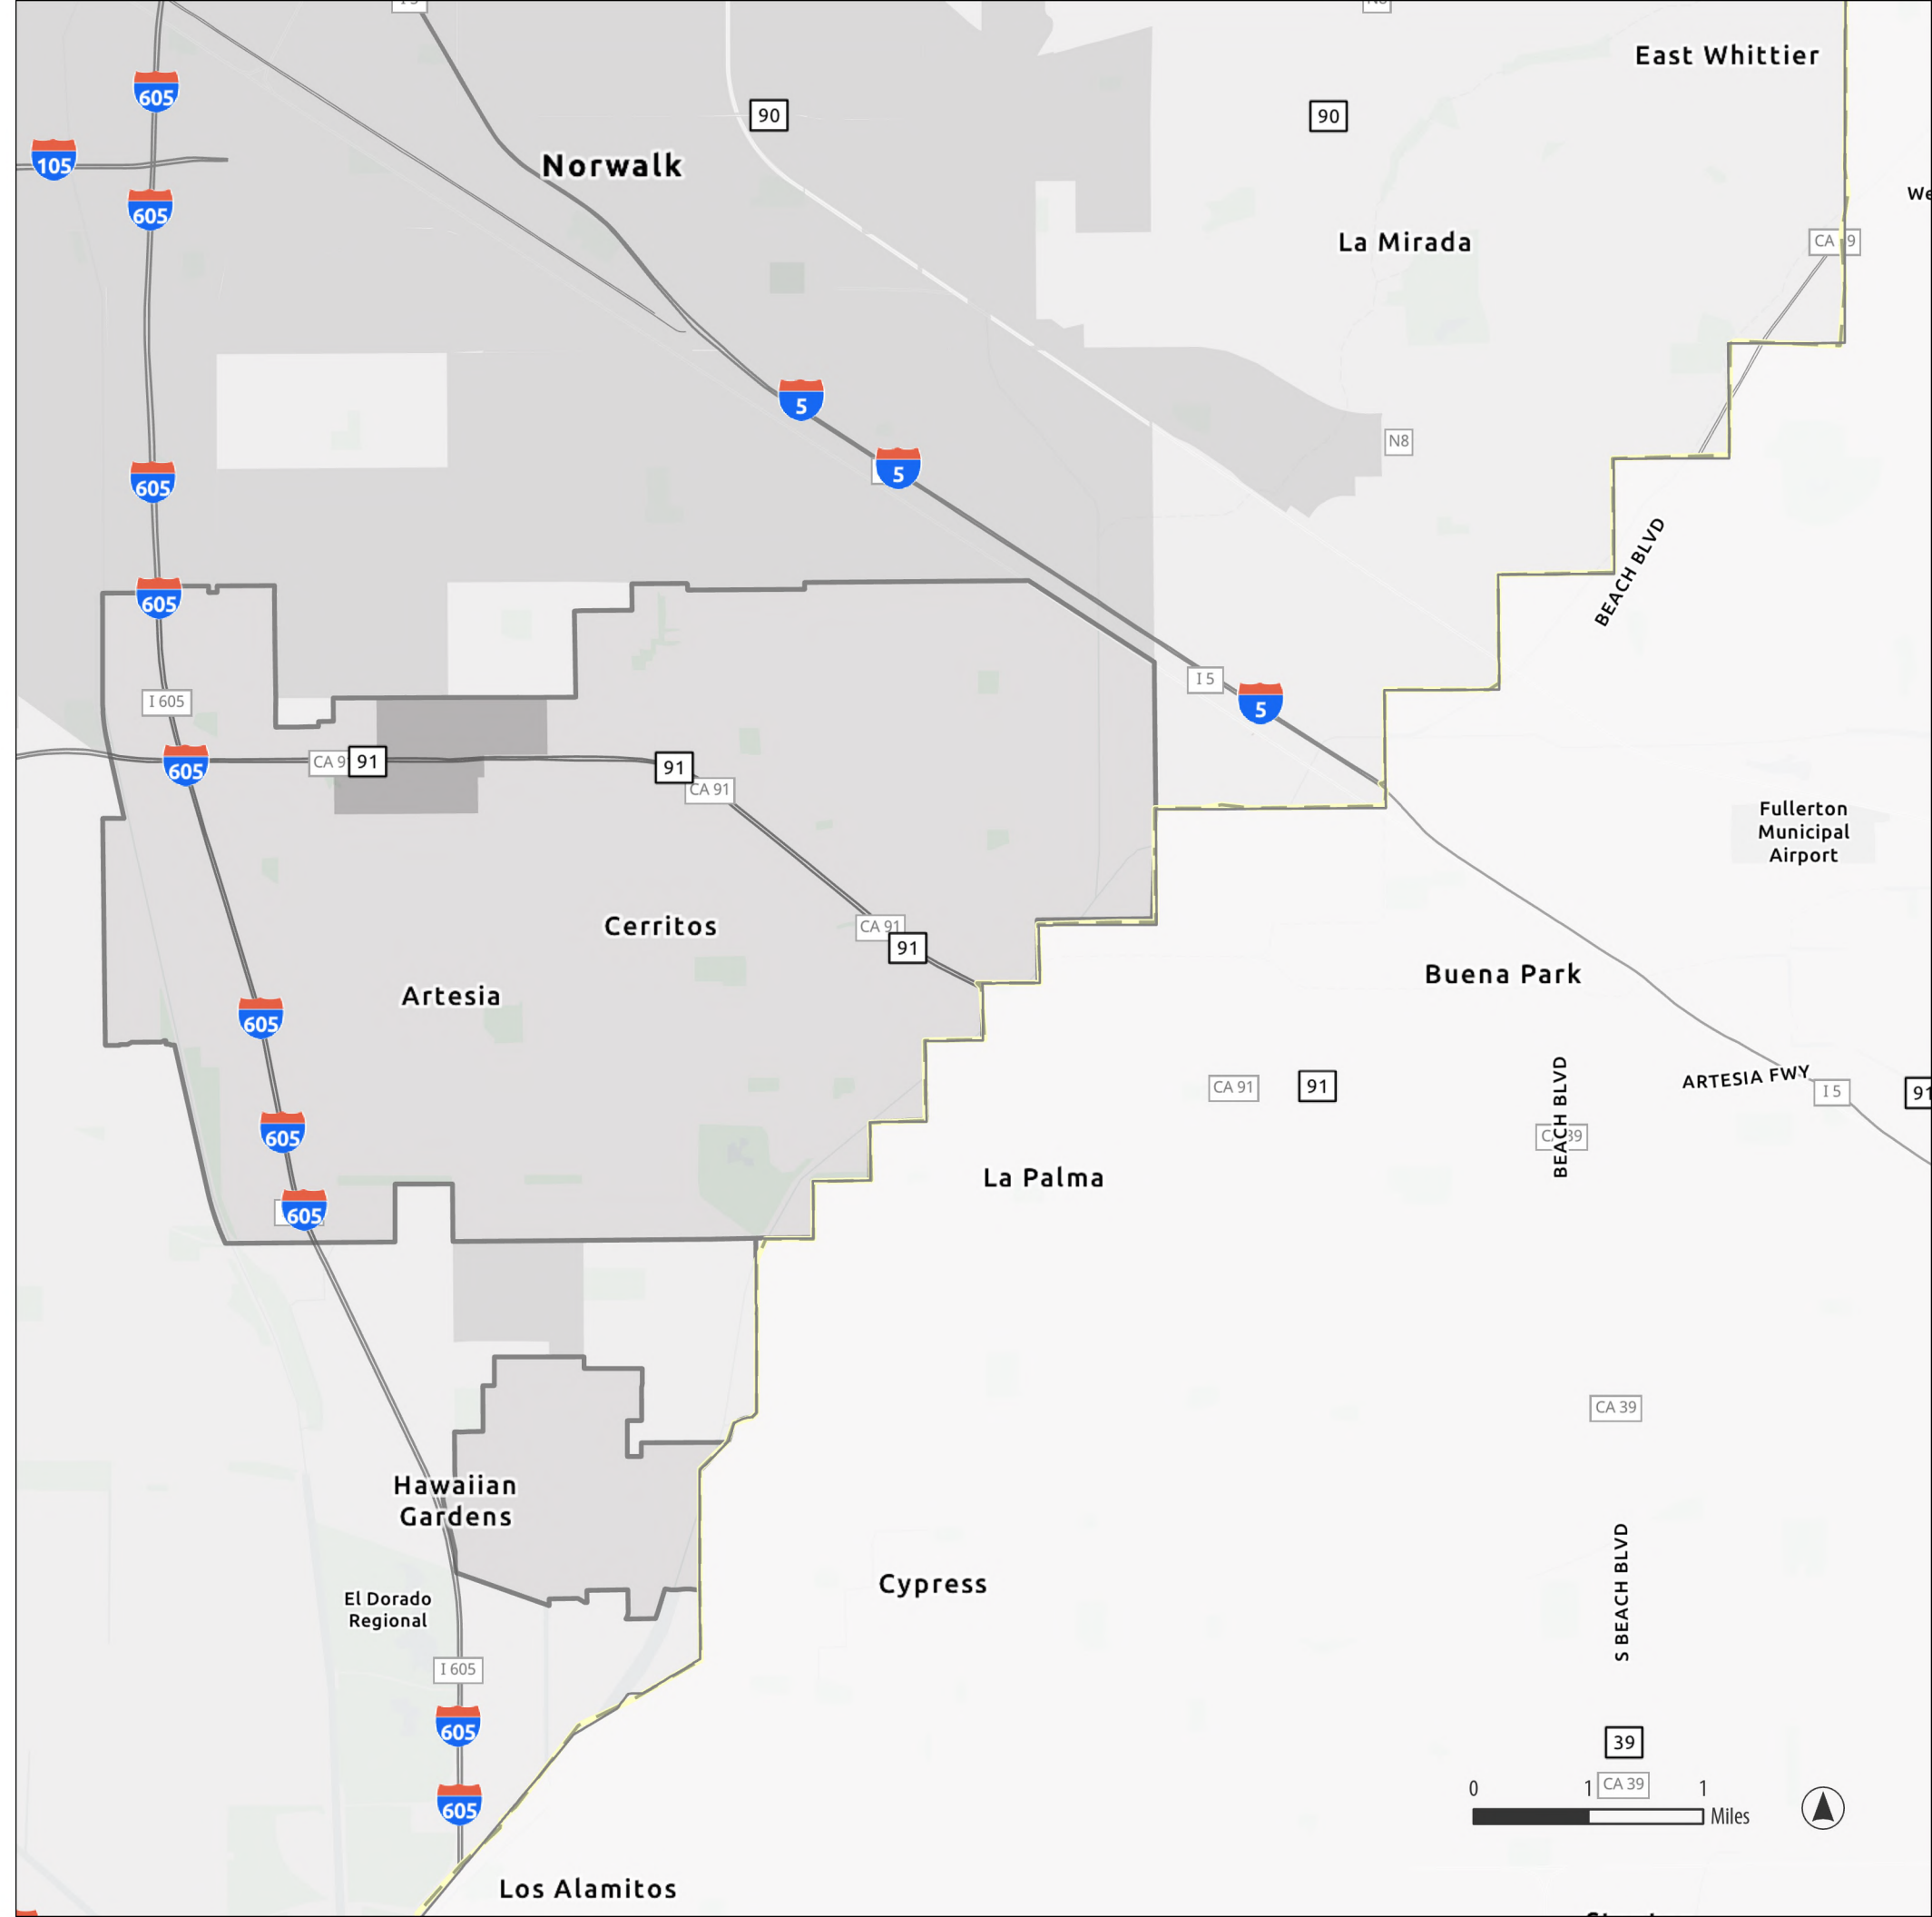 East Whittier
605
90
90
Norwalk
105
605
La Mirada
CA 9
5
N8
5
605
BEACH BLVD
605
I 5
I 605
5
605
CA 9
91
91
CA 91
Fullerton
Municipal
Airport
Cerritos
CA 91
91
Buena Park
Artesia
605
ARTESIA FWY
CA 91
91
I 5
91
BEACH BLVD
605
La Palma
605
CA 39
Hawaiian
Gardens
Cypress
El Dorado
Regional
S BEACH BLVD
I 605
605
39
0 1 1
CA 39
Miles
605
Los Alamitos